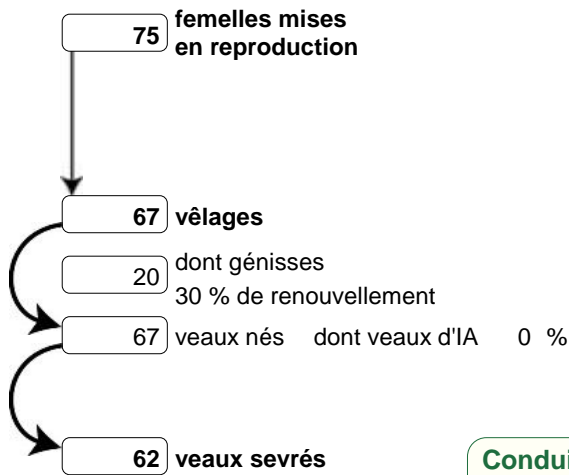 75 femelles mises
en reproduction
67 vêlages
20 dont génisses
30 % de renouvellement
67 veaux nés dont veaux d'IA 0 %
62 veaux sevrés